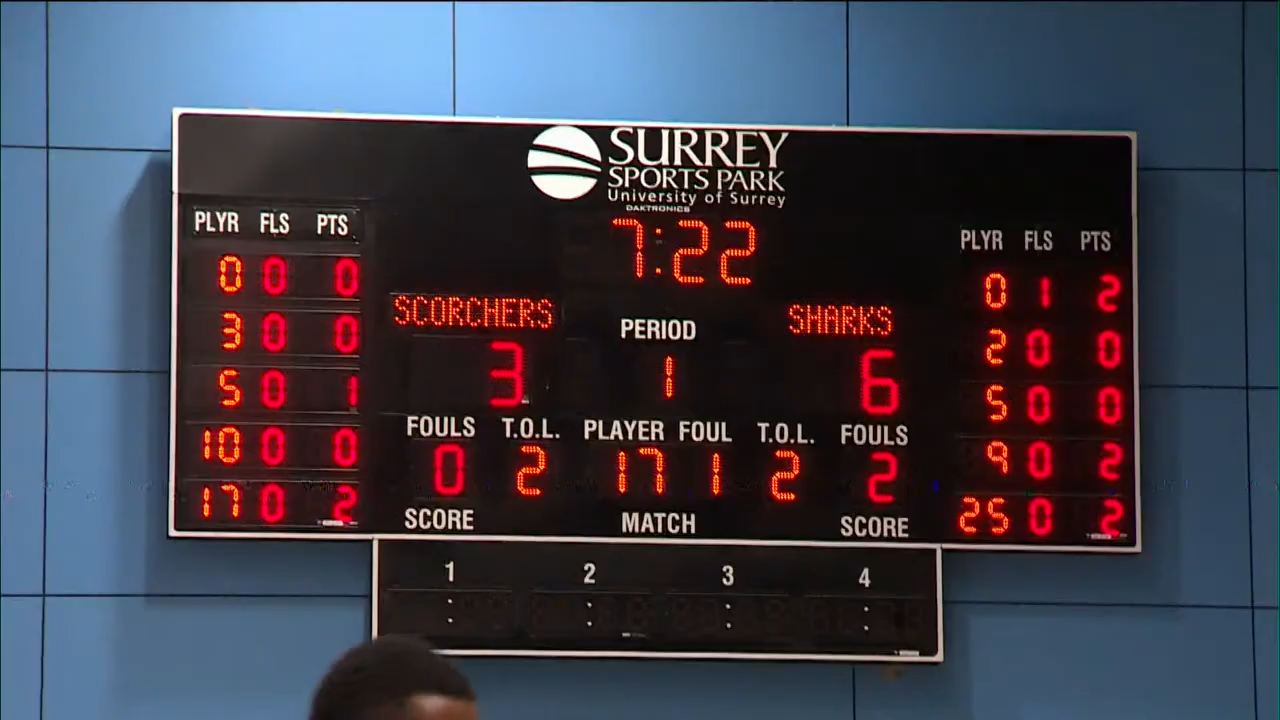 SURREY
SPORTS PARK
University of Surrey
DAKTRONICS
7:22
PLYR FLS PTS
0 0 0
3 0 0
5 0 1
10 0 0
17 0 2
SCORCHERS
3
PERIOD
1
SHARKS
6
FOULS T.O.L. PLAYER FOUL T.O.L. FOULS
0 2 17 1 2 2
SCORE MATCH SCORE
PLYR FLS PTS
0 1 2
2 0 0
5 0 0
9 0 2
25 0 2
1 2 3 4
: : : :